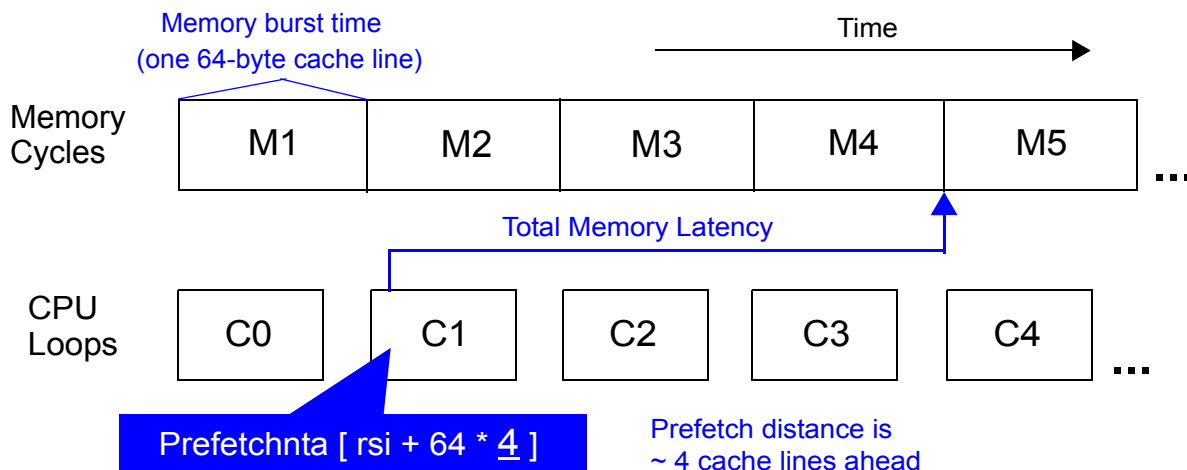 Memory burst time
(one 64-byte cache line)
Time
Memory
Cycles
M1
M2
M3
M4
M5
...
Total Memory Latency
CPU
Loops
C0
C1
C2
C3
C4
...
Prefetchnta [ rsi + 64 * 4 ]
Prefetch distance is
~ 4 cache lines ahead